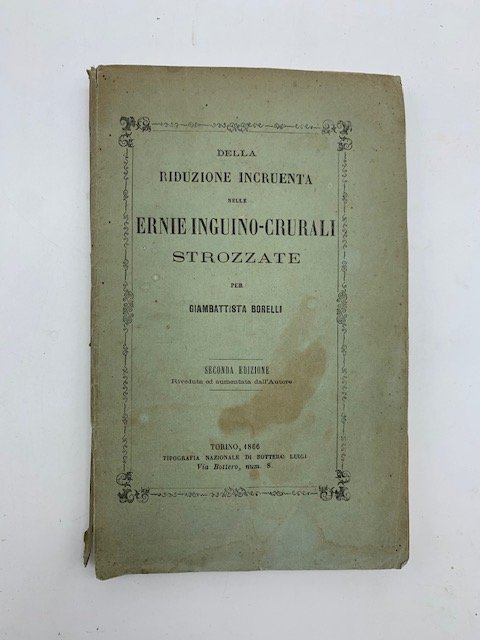 DELLA
RIDUZIONE INCRUENTA
NELLE
ERNIE INGUINO-CRURALI
STROZZATE
PER
GIAMBATTISTA BORELLI
SECONDA EDIZIONE
Riveduta ed aumentata dall'Autore
TORINO, 1866
TIPOGRAFIA NAZIONALE DI BOTTERO LUIGI
Via Bottero, num. 8.